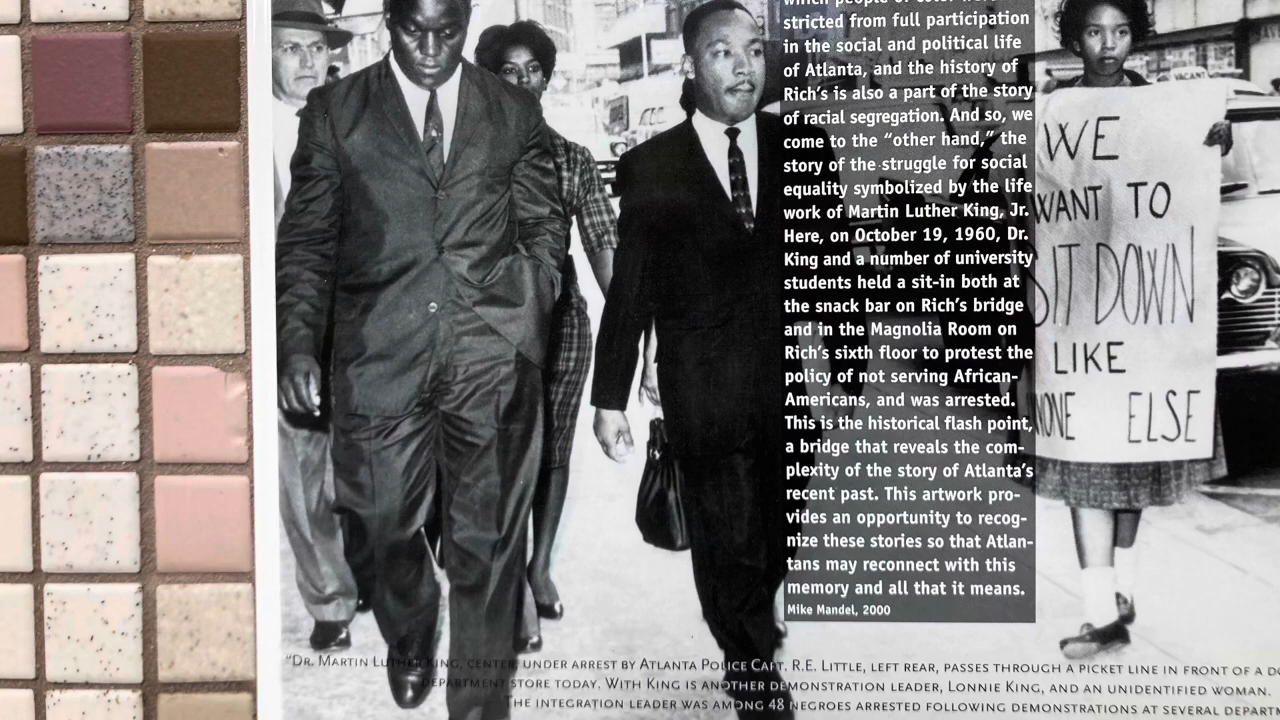 stricted from full participation
in the social and political life
of Atlanta, and the history of
Rich's is also a part of the story
of racial segregation. And so, we
come to the “other hand,” the
story of the struggle for social
equality symbolized by the life
work of Martin Luther King, Jr.
Here, on October 19, 1960, Dr.
King and a number of university
students held a sit-in both at
the snack bar on Rich's bridge
and in the Magnolia Room on
Rich's sixth floor to protest the
policy of not serving African-
Americans, and was arrested.
This is the historical flash point,
a bridge that reveals the com-
plexity of the story of Atlanta's
recent past. This artwork pro-
vides an opportunity to recog-
nize these stories so that Atlan-
tans may reconnect with this
memory and all that it means.
Mike Mandel, 2000
VACANT
WE
WANT TO
SIT DOWN
LIKE
ELSE
“Dr. Martin Luther King, center, under arrest by Atlanta Police Capt. R.E. Little, left rear, passes through a picket line in front of a
department store today. With King is another demonstration leader, Lonnie King, and an unidentified woman.
The integration leader was among 48 negroes arrested following demonstrations at several